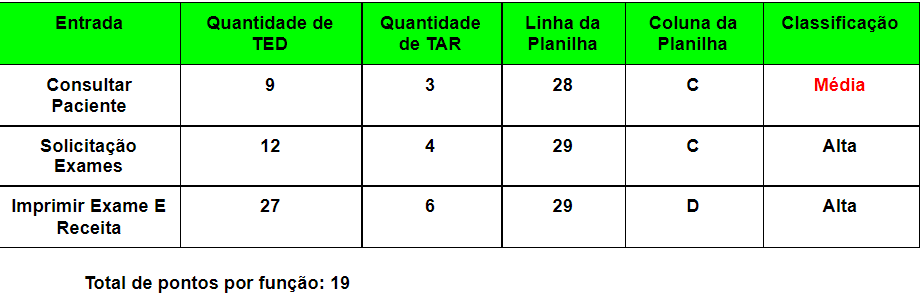 Entrada Quantidade de TED Quantidade de TAR Linha da Planilha Coluna da Planilha Classificação
Consultar Paciente 9 3 28 C Média
Solicitação Exames 12 4 29 C Alta
Imprimir Exame E Receita 27 6 29 D Alta
Total de pontos por função: 19